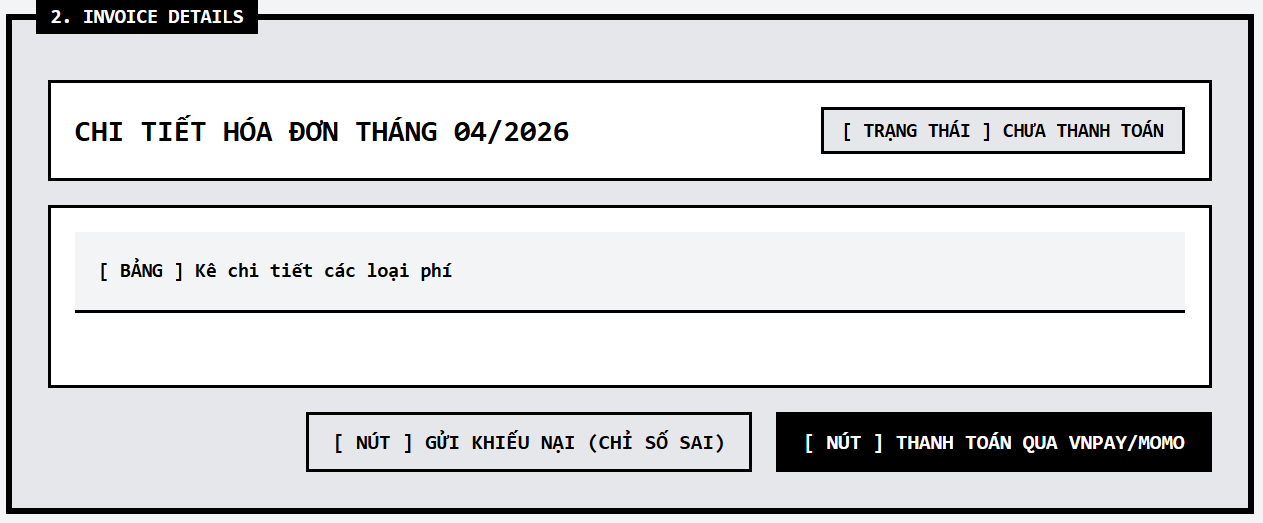 2. INVOICE DETAILS
CHI TIẾT HÓA ĐƠN THÁNG 04/2026
[ TRẠNG THÁI ] CHƯA THANH TOÁN
[ BẢNG ] Kê chi tiết các loại phí
[ NÚT ] GỬI KHIẾU NẠI (CHỈ SỐ SAI)
[ NÚT ] THANH TOÁN QUA VNPAY/MOMO